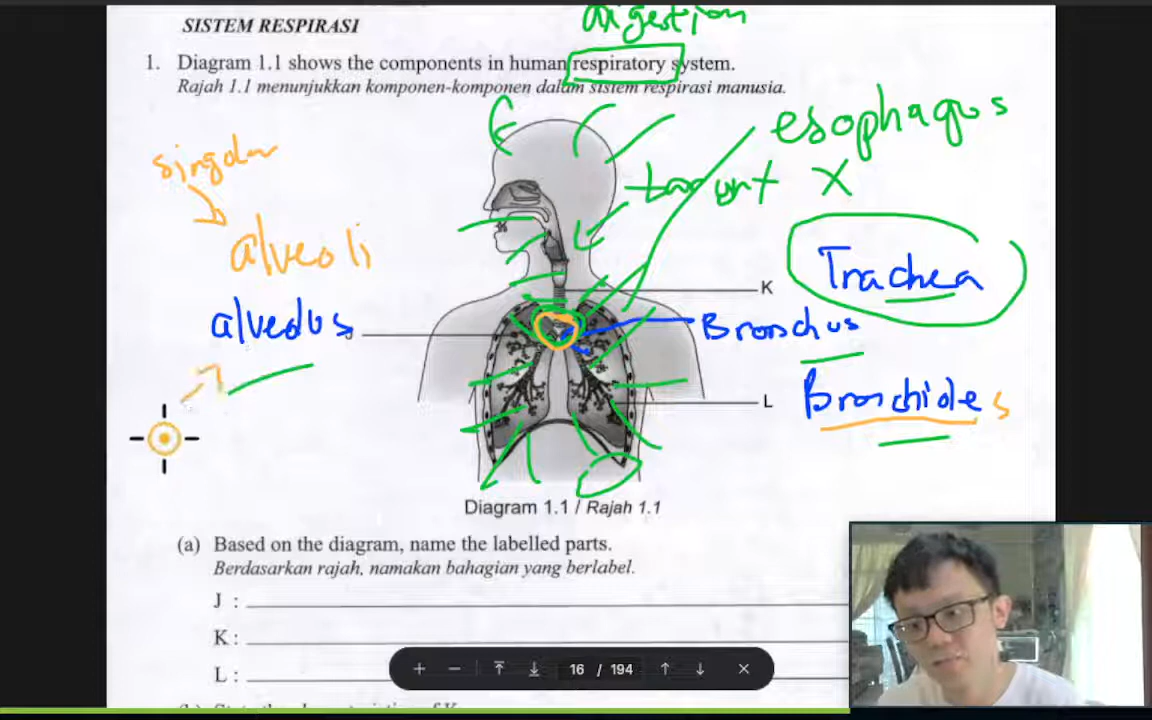 digestion
SISTEM RESPIRASI
1. Diagram 1.1 shows the components in human respiratory system.
Rajah 1.1 menunjukkan komponen-komponen dalam sistem respirasi manusia.
esophagus
singular
X
alveoli
Trachea
K
alveolus
Bronchus
L
Bronchioles
Diagram 1.1 / Rajah 1.1
(a) Based on the diagram, name the labelled parts.
Berdasarkan rajah, namakan bahagian yang berlabel.
J :
K :
L :
16 / 194